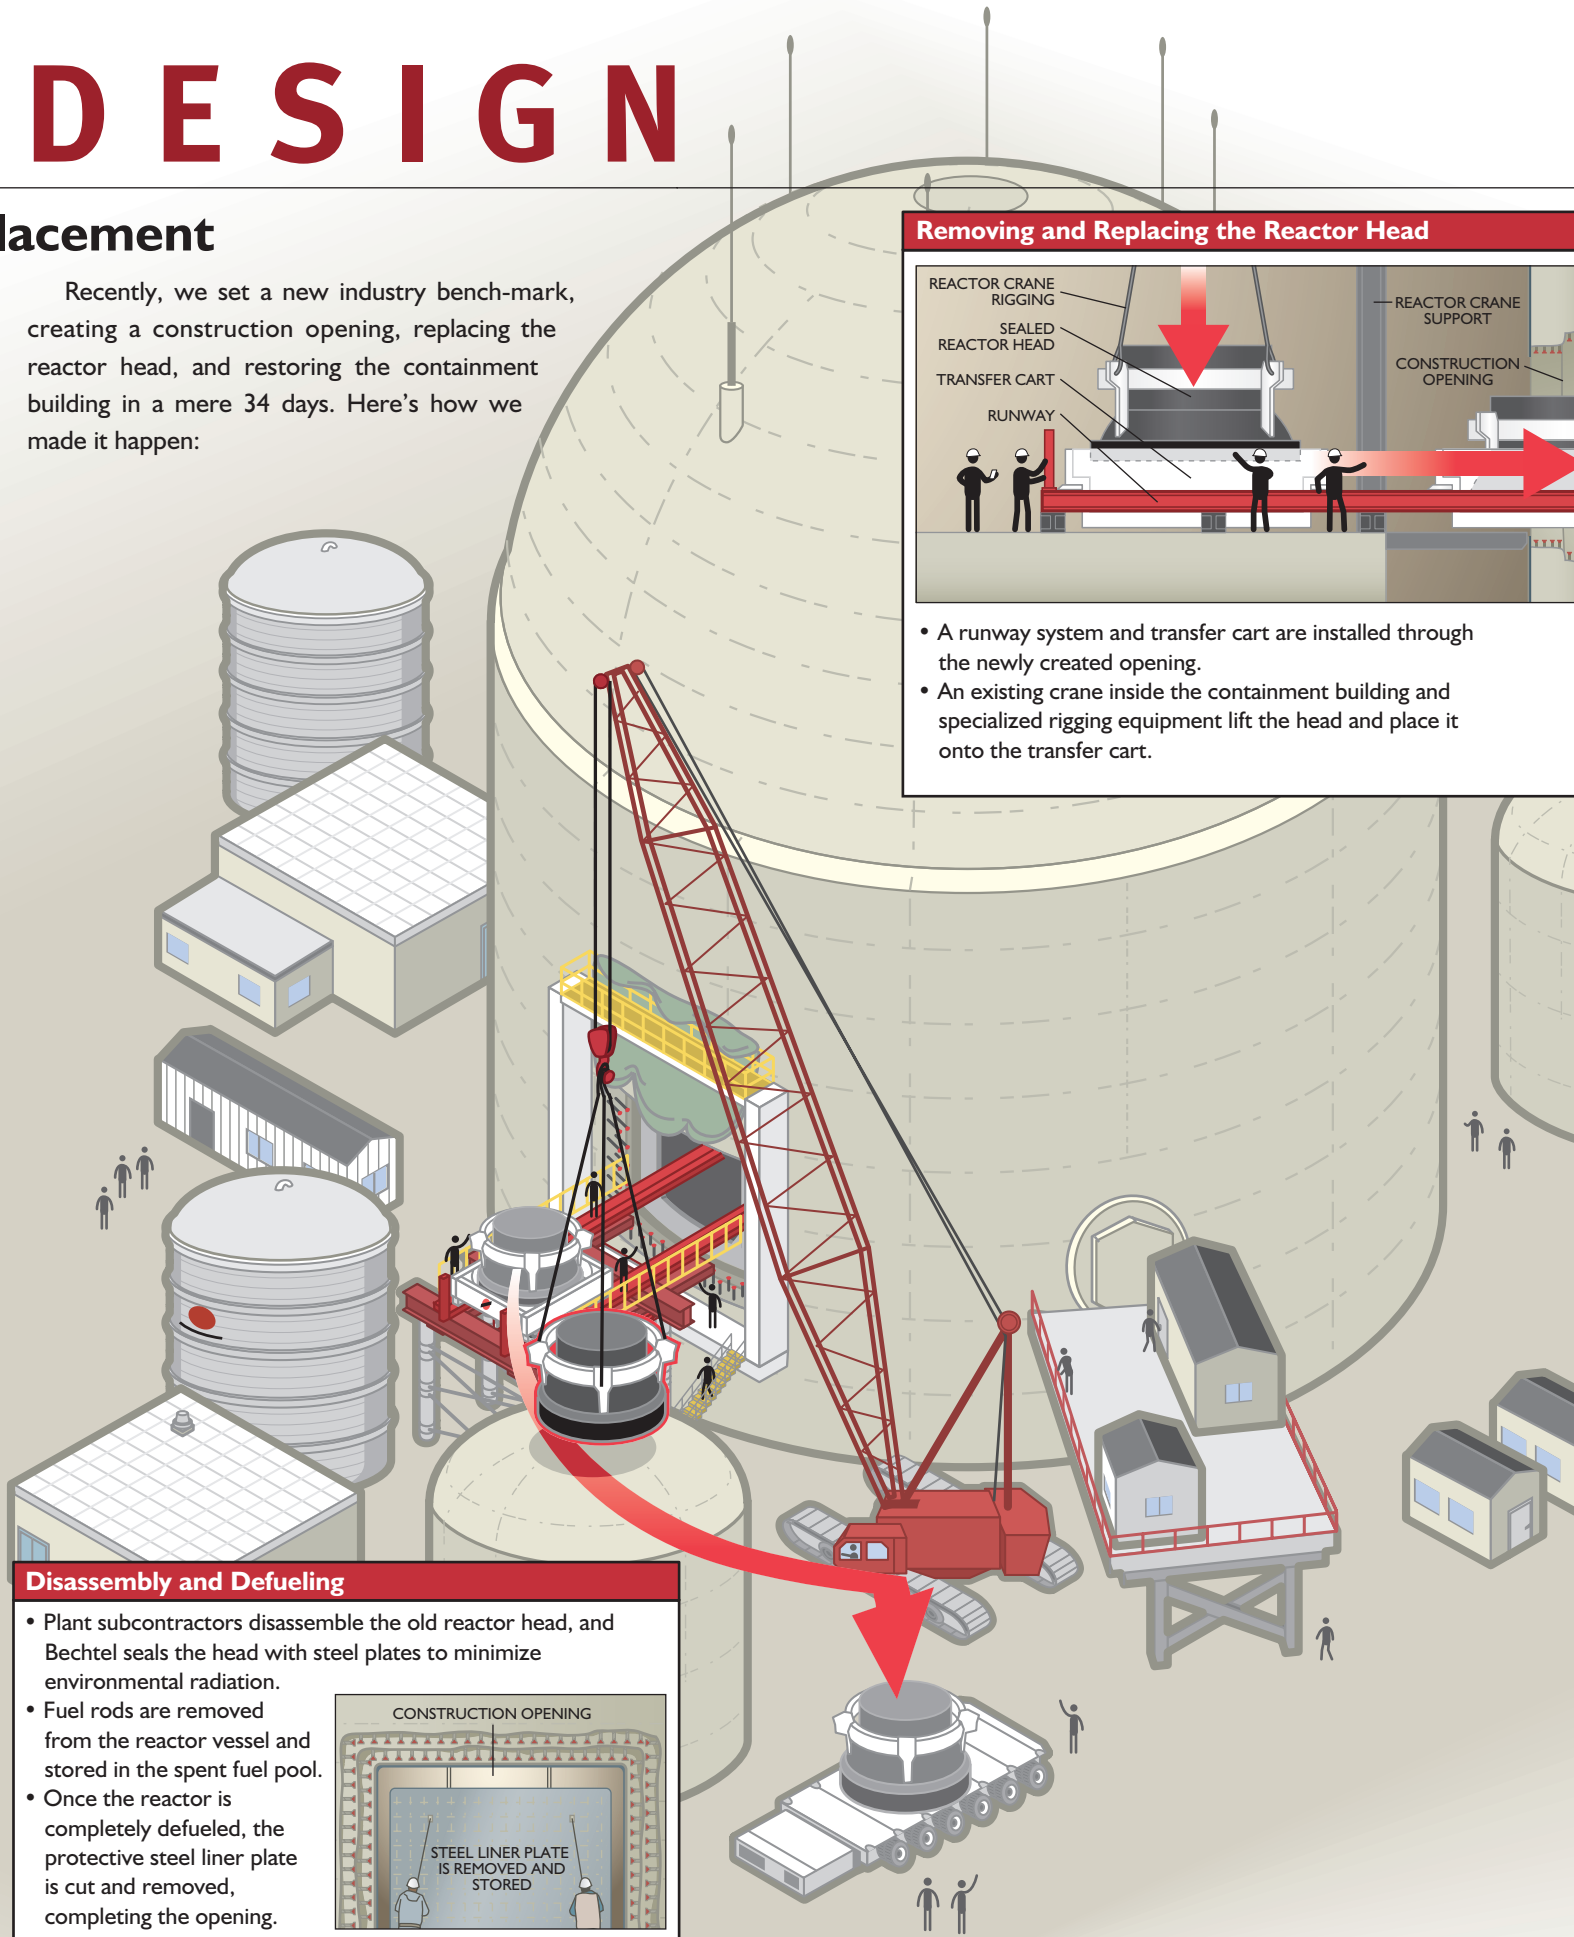 DESIGN
lacement
Recently, we set a new industry bench-mark,
creating a construction opening, replacing the
reactor head, and restoring the containment
building in a mere 34 days. Here's how we
made it happen:
Removing and Replacing the Reactor Head
REACTOR CRANE
RIGGING
SEALED
REACTOR HEAD
TRANSFER CART
RUNWAY
REACTOR CRANE
SUPPORT
CONSTRUCTION
OPENING
• A runway system and transfer cart are installed through
the newly created opening.
• An existing crane inside the containment building and
specialized rigging equipment lift the head and place it
onto the transfer cart.
Disassembly and Defueling
• Plant subcontractors disassemble the old reactor head, and
Bechtel seals the head with steel plates to minimize
environmental radiation.
• Fuel rods are removed
from the reactor vessel and
stored in the spent fuel pool.
• Once the reactor is
completely defueled, the
protective steel liner plate
is cut and removed,
completing the opening.
CONSTRUCTION OPENING
STEEL LINER PLATE
IS REMOVED AND
STORED